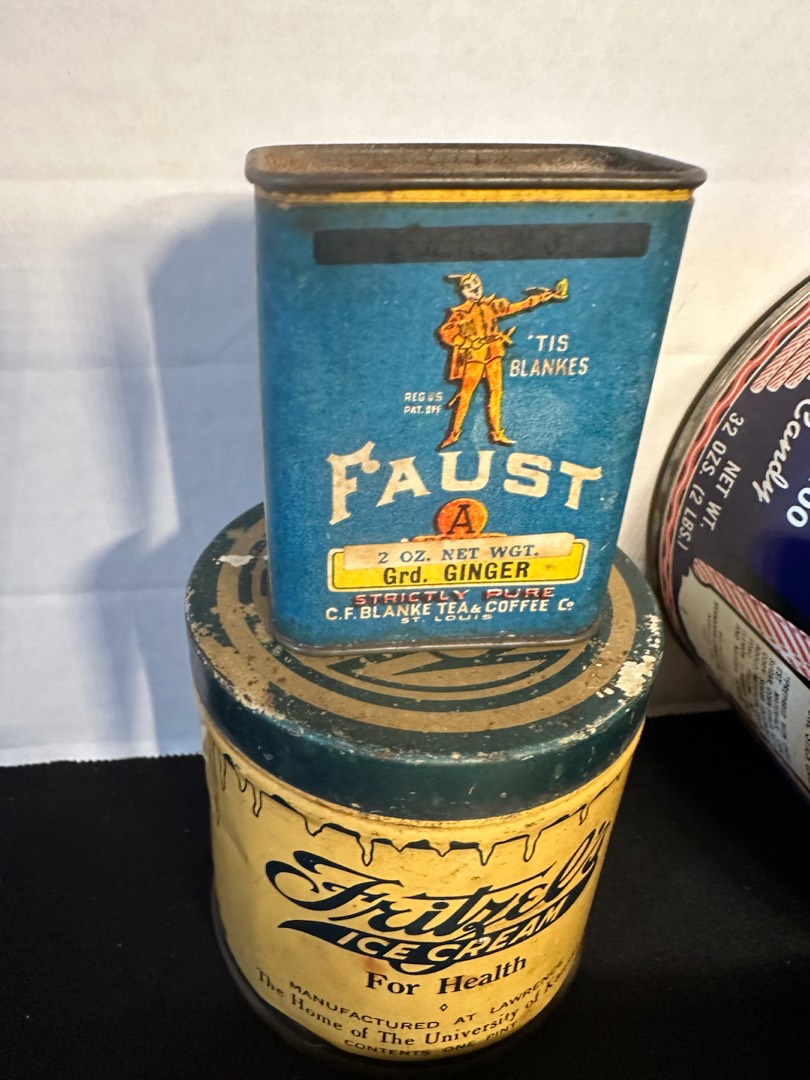 'TIS
BLANKES
REG US
PAT. OFF
FAUST
A
2 OZ. NET WGT.
Grd. GINGER
STRICTLY PURE
C.F. BLANKE TEA & COFFEE Co
ST. LOUIS
Candy
NET WT.
32 OZS. (2 LBS.)
00
Fritzel's
ICE CREAM
For Health
MANUFACTURED AT LAWRENCE
The Home of The University of
CONTENTS ONE PINT